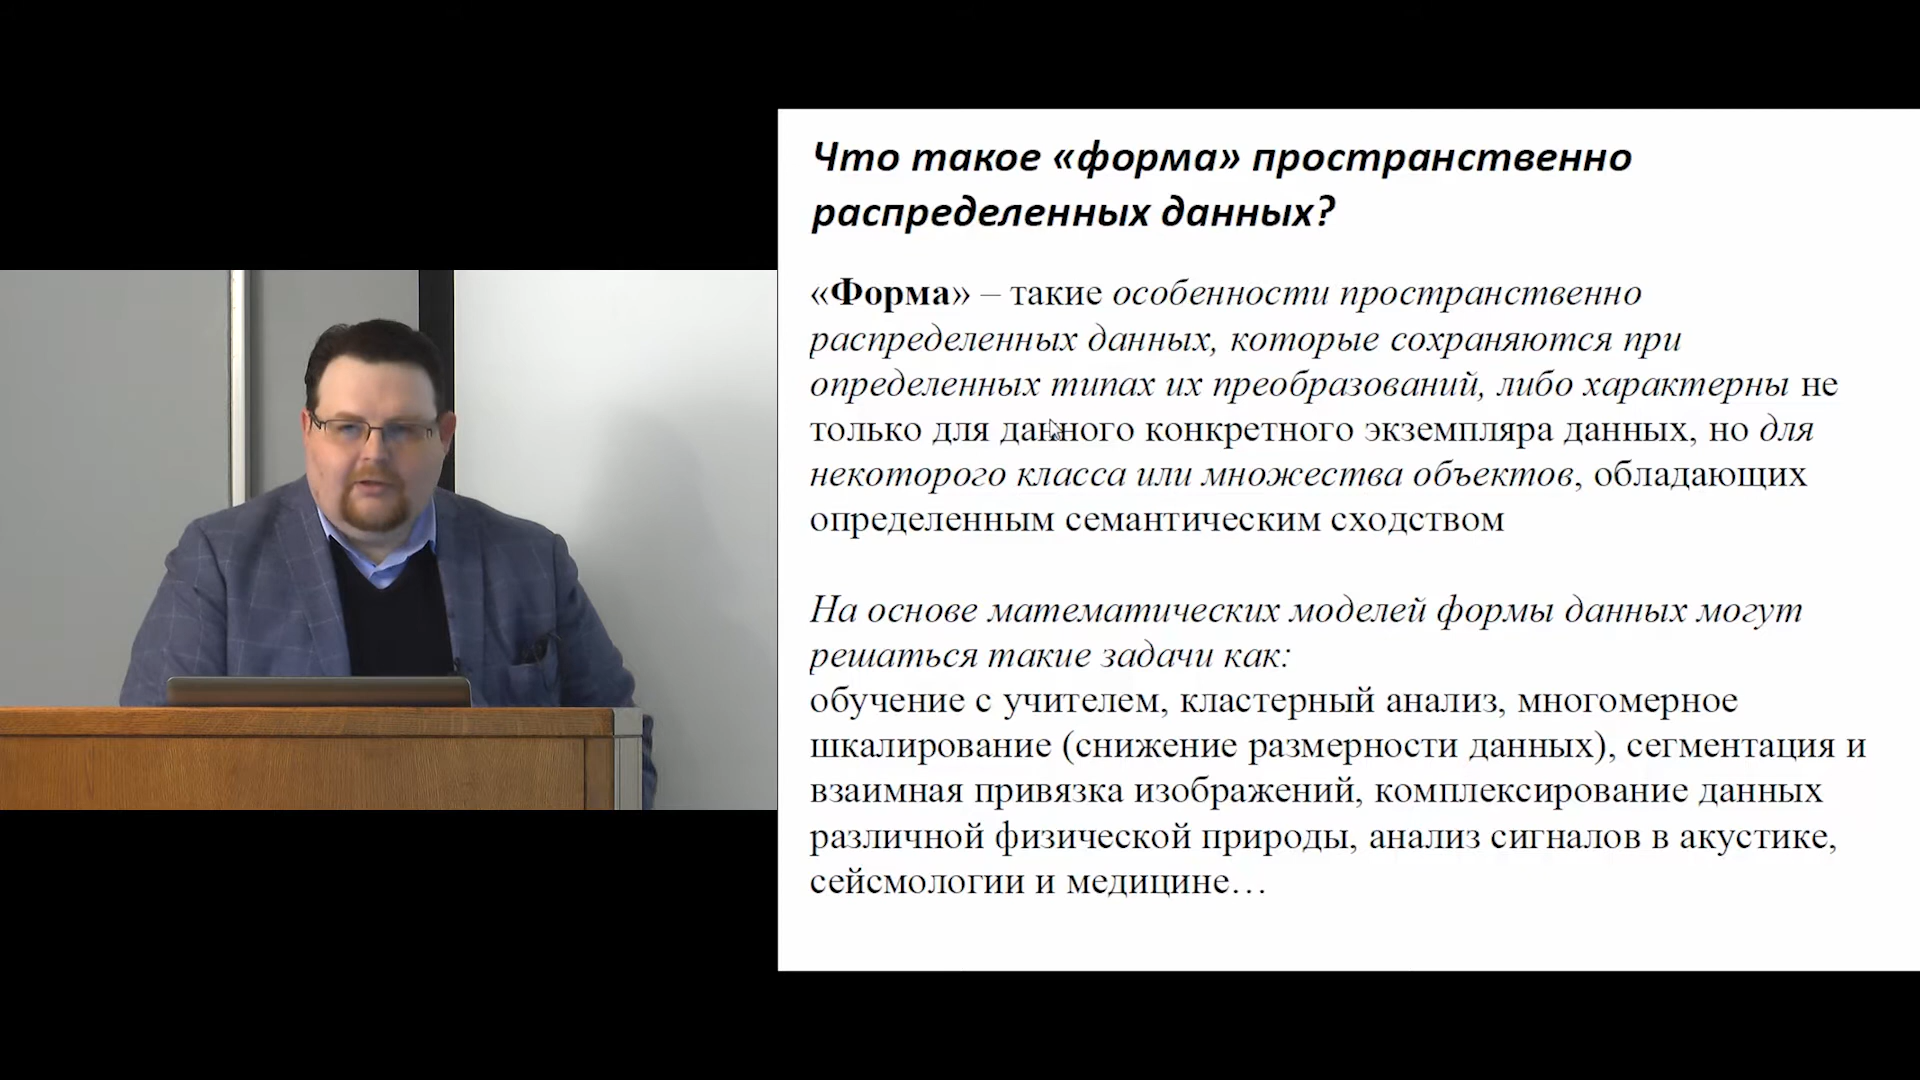 Что такое «форма» пространственно
распределенных данных?
«Форма» – такие особенности пространственно
распределенных данных, которые сохраняются при
определенных типах их преобразований, либо характерны не
только для данного конкретного экземпляра данных, но для
некоторого класса или множества объектов, обладающих
определенным семантическим сходством
На основе математических моделей формы данных могут
решаться такие задачи как:
обучение с учителем, кластерный анализ, многомерное
шкалирование (снижение размерности данных), сегментация и
взаимная привязка изображений, комплексирование данных
различной физической природы, анализ сигналов в акустике,
сейсмологии и медицине…